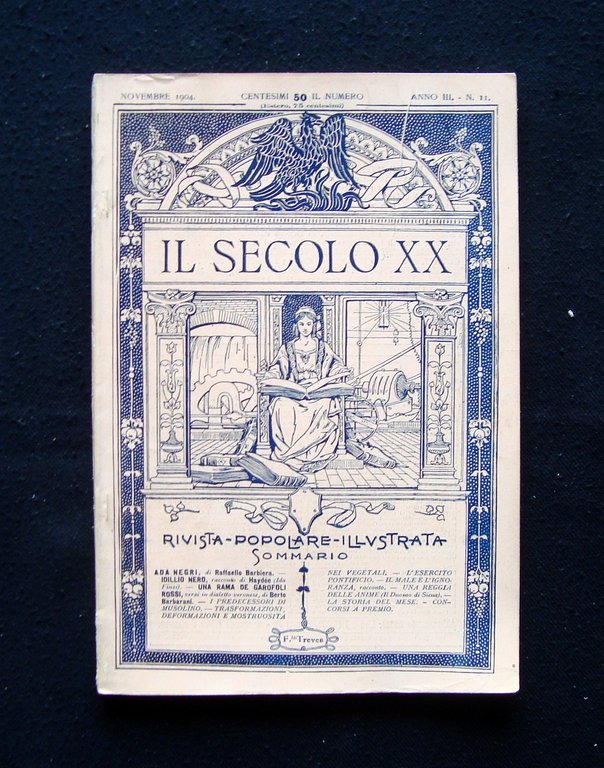 NOVEMBRE 1904. CENTESIMI 50 IL NUMERO ANNO III. - N. 11.
(Estero, 75 centesimi)
IL SECOLO XX
RIVISTA-POPOLARE-ILLVSTRATA
SOMMARIO
ADA NEGRI, di Raffaello Barbiera. —
IDILLIO NERO, racconto di Haydée (Ida
Finzi). — UNA RAMA DE GAROFOLI
ROSSI, versi in dialetto veronese, di Berto
Barbarani. — I PREDECESSORI DI
MUSOLINO. — TRASFORMAZIONI,
DEFORMAZIONI E MOSTRUOSITÀ
NEI VEGETALI. — L'ESERCITO
PONTIFICIO. — IL MALE E L'IGNO-
RANZA, racconto. — UNA REGGIA
DELLE ANIME (Il Duomo di Siena). —
LA STORIA DEL MESE. — CON-
CORSI A PREMIO.
F.lli Treves